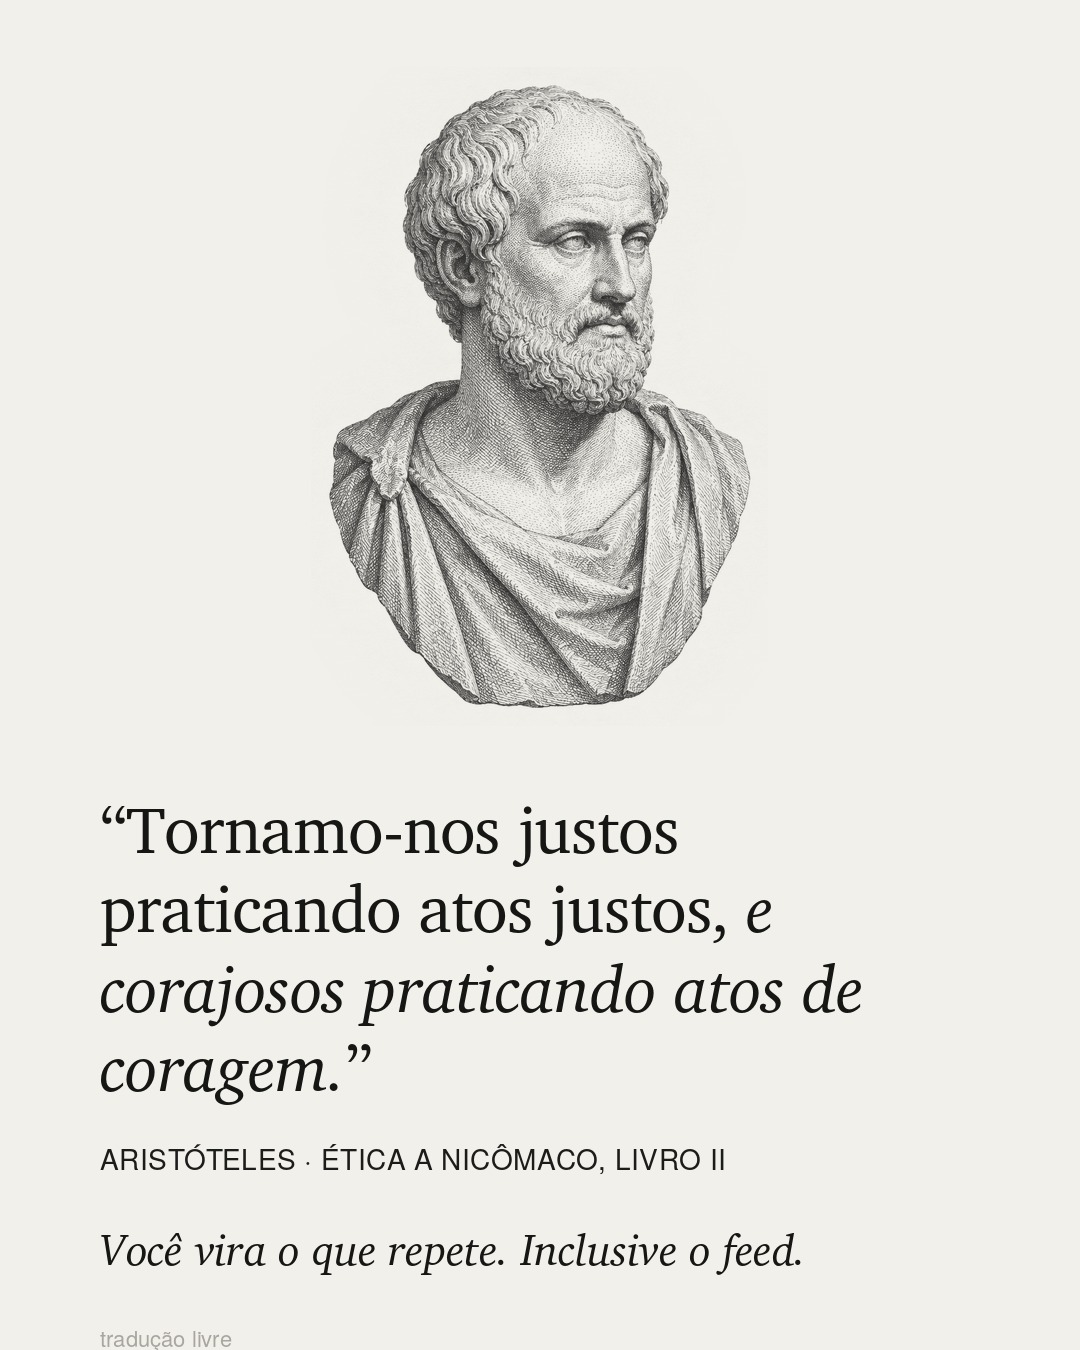 “Tornamo-nos justos
praticando atos justos, e
corajosos praticando atos de
coragem.”
ARISTÓTELES · ÉTICA A NICÔMACO, LIVRO II
Você vira o que repete. Inclusive o feed.
tradução livre